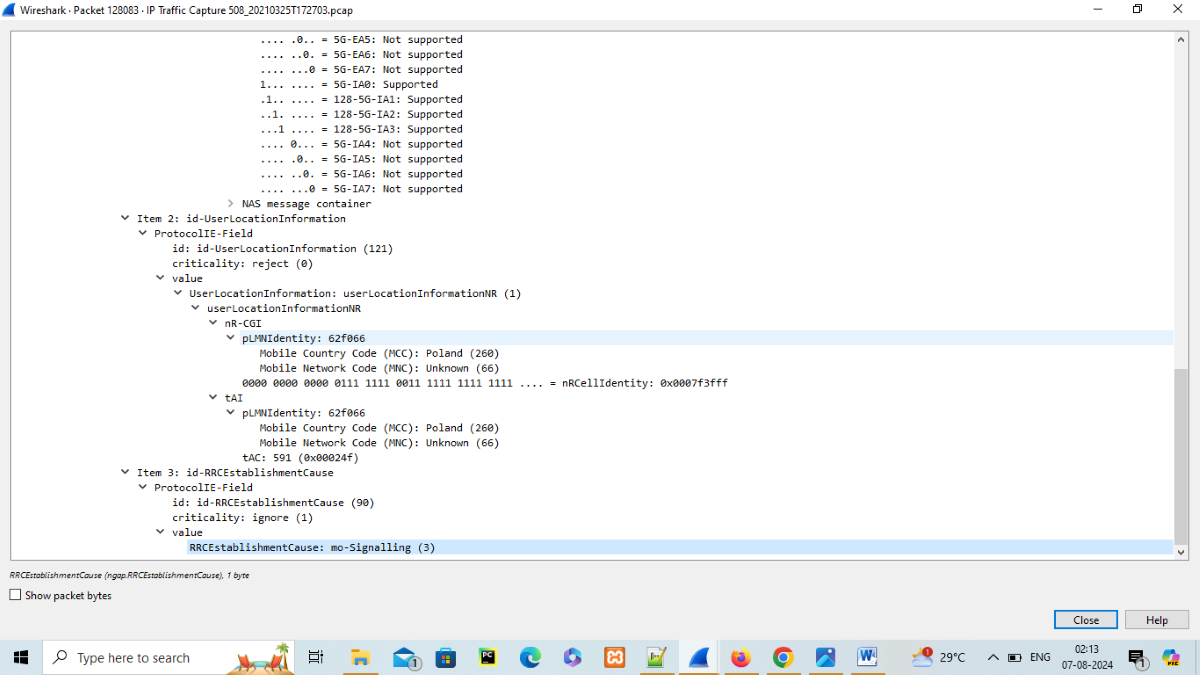 Wireshark · Packet 128083 · IP Traffic Capture 508_20210325T172703.pcap
.... .0.. = 5G-EA5: Not supported
.... ..0. = 5G-EA6: Not supported
.... ...0 = 5G-EA7: Not supported
1... .... = 5G-IA0: Supported
.1.. .... = 128-5G-IA1: Supported
..1. .... = 128-5G-IA2: Supported
...1 .... = 128-5G-IA3: Supported
.... 0... = 5G-IA4: Not supported
.... .0.. = 5G-IA5: Not supported
.... ..0. = 5G-IA6: Not supported
.... ...0 = 5G-IA7: Not supported
NAS message container
Item 2: id-UserLocationInformation
ProtocolIE-Field
id: id-UserLocationInformation (121)
criticality: reject (0)
value
UserLocationInformation: userLocationInformationNR (1)
userLocationInformationNR
nR-CGI
pLMNIdentity: 62f066
Mobile Country Code (MCC): Poland (260)
Mobile Network Code (MNC): Unknown (66)
0000 0000 0000 0111 1111 0011 1111 1111 1111 .... = nRCellIdentity: 0x0007f3fff
tAI
pLMNIdentity: 62f066
Mobile Country Code (MCC): Poland (260)
Mobile Network Code (MNC): Unknown (66)
tAC: 591 (0x00024f)
Item 3: id-RRCEstablishmentCause
ProtocolIE-Field
id: id-RRCEstablishmentCause (90)
criticality: ignore (1)
value
RRCEstablishmentCause: mo-Signalling (3)
RRCEstablishmentCause (ngap.RRCEstablishmentCause), 1 byte
Show packet bytes
Close
Help
Type here to search
1
PC
W
29°C
ENG
02:13
07-08-2024
1
PRE